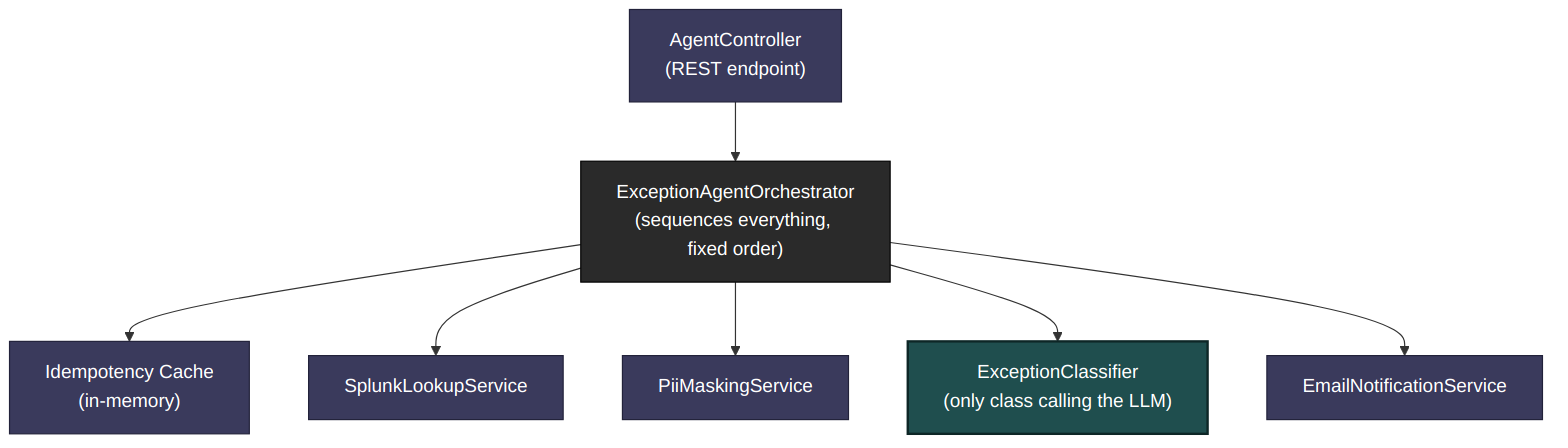 AgentController
(REST endpoint)
ExceptionAgentOrchestrator
(sequences everything,
fixed order)
Idempotency Cache
(in-memory)
SplunkLookupService
PiiMaskingService
ExceptionClassifier
(only class calling the LLM)
EmailNotificationService